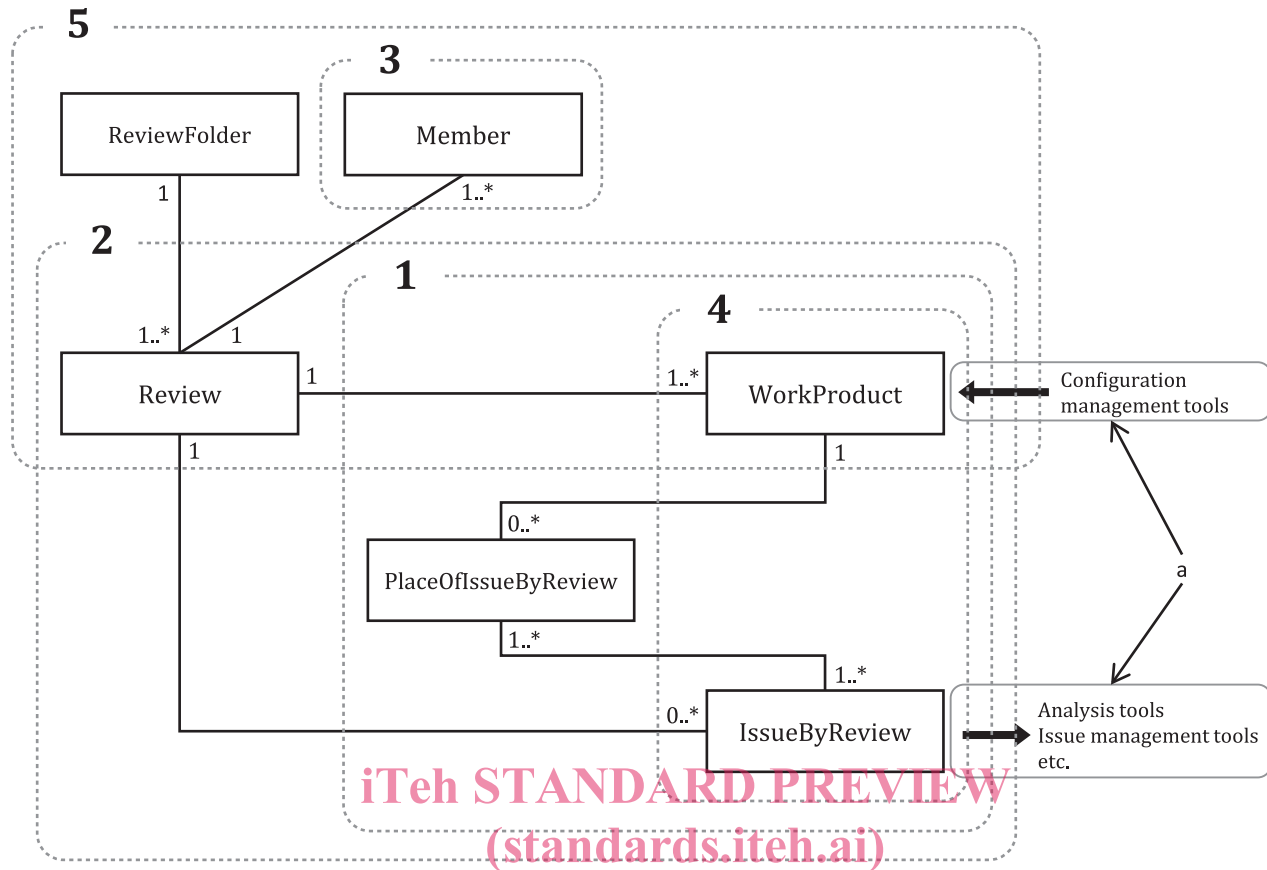 5
3
ReviewFolder
Member
1
1..*
2
1
4
1..*
1
Review
1
1..*
WorkProduct
Configuration
management tools
1
1
0..*
PlaceOfIssueByReview
a
1..*
1..*
0..*
IssueByReview
Analysis tools
Issue management tools
etc.
iTeh STANDARD PREVIEW
(standards.iteh.ai)